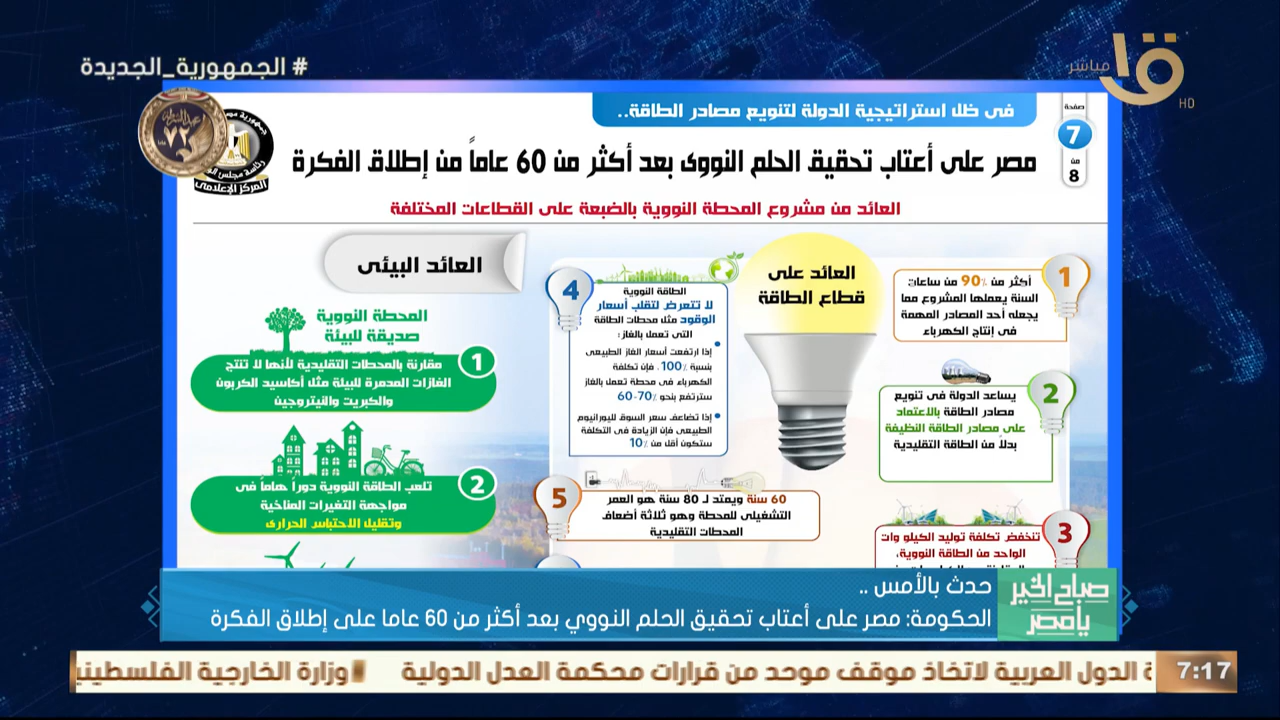 #الجمهورية_الجديدة
مباشر
HD
عيد الثورة
٧٢
عاماً
المركز الإعلامى
صفحة
7
من
8
فى ظل استراتيجية الدولة لتنويع مصادر الطاقة..
مصر على أعتاب تحقيق الحلم النووى بعد أكثر من 60 عاماً من إطلاق الفكرة
العائد من مشروع المحطة النووية بالضبعة على القطاعات المختلفة
العائد على
قطاع الطاقة
1
أكثر من 90٪ من ساعات
السنة يعملها المشروع مما
يجعله أحد المصادر المهمة
فى إنتاج الكهرباء
2
يساعد الدولة فى تنويع
مصادر الطاقة بالاعتماد
على مصادر الطاقة النظيفة
بدلاً من الطاقة التقليدية
3
تنخفض تكلفة توليد الكيلو وات
الواحد من الطاقة النووية،
4
الطاقة النووية
لا تتعرض لتقلب أسعار
الوقود مثل محطات الطاقة
التى تعمل بالغاز:
إذا ارتفعت أسعار الغاز الطبيعى
بنسبة 100٪، فإن تكلفة
الكهرباء فى محطة تعمل بالغاز
سترتفع بنحو 70-60٪
إذا تضاعف سعر السوق لليورانيوم
الطبيعى فإن الزيادة فى التكلفة
ستكون أقل من 10٪
5
60 سنة ويمتد لـ 80 سنة هو العمر
التشغيلى للمحطة وهو ثلاثة أضعاف
المحطات التقليدية
العائد البيئى
المحطة النووية
صديقة للبيئة
1
مقارنة بالمحطات التقليدية لأنها لا تنتج
الغازات المدمرة للبيئة مثل أكاسيد الكربون
والكبريت والنيتروجين
2
تلعب الطاقة النووية دوراً هاماً فى
مواجهة التغيرات المناخية
وتقليل الاحتباس الحرارى
صباح الخير
يا مصر
حدث بالأمس ..
الحكومة: مصر على أعتاب تحقيق الحلم النووي بعد أكثر من 60 عاما على إطلاق الفكرة
7:17
الدول العربية لاتخاذ موقف موحد من قرارات محكمة العدل الدولية وزارة الخارجية الفلسطيني